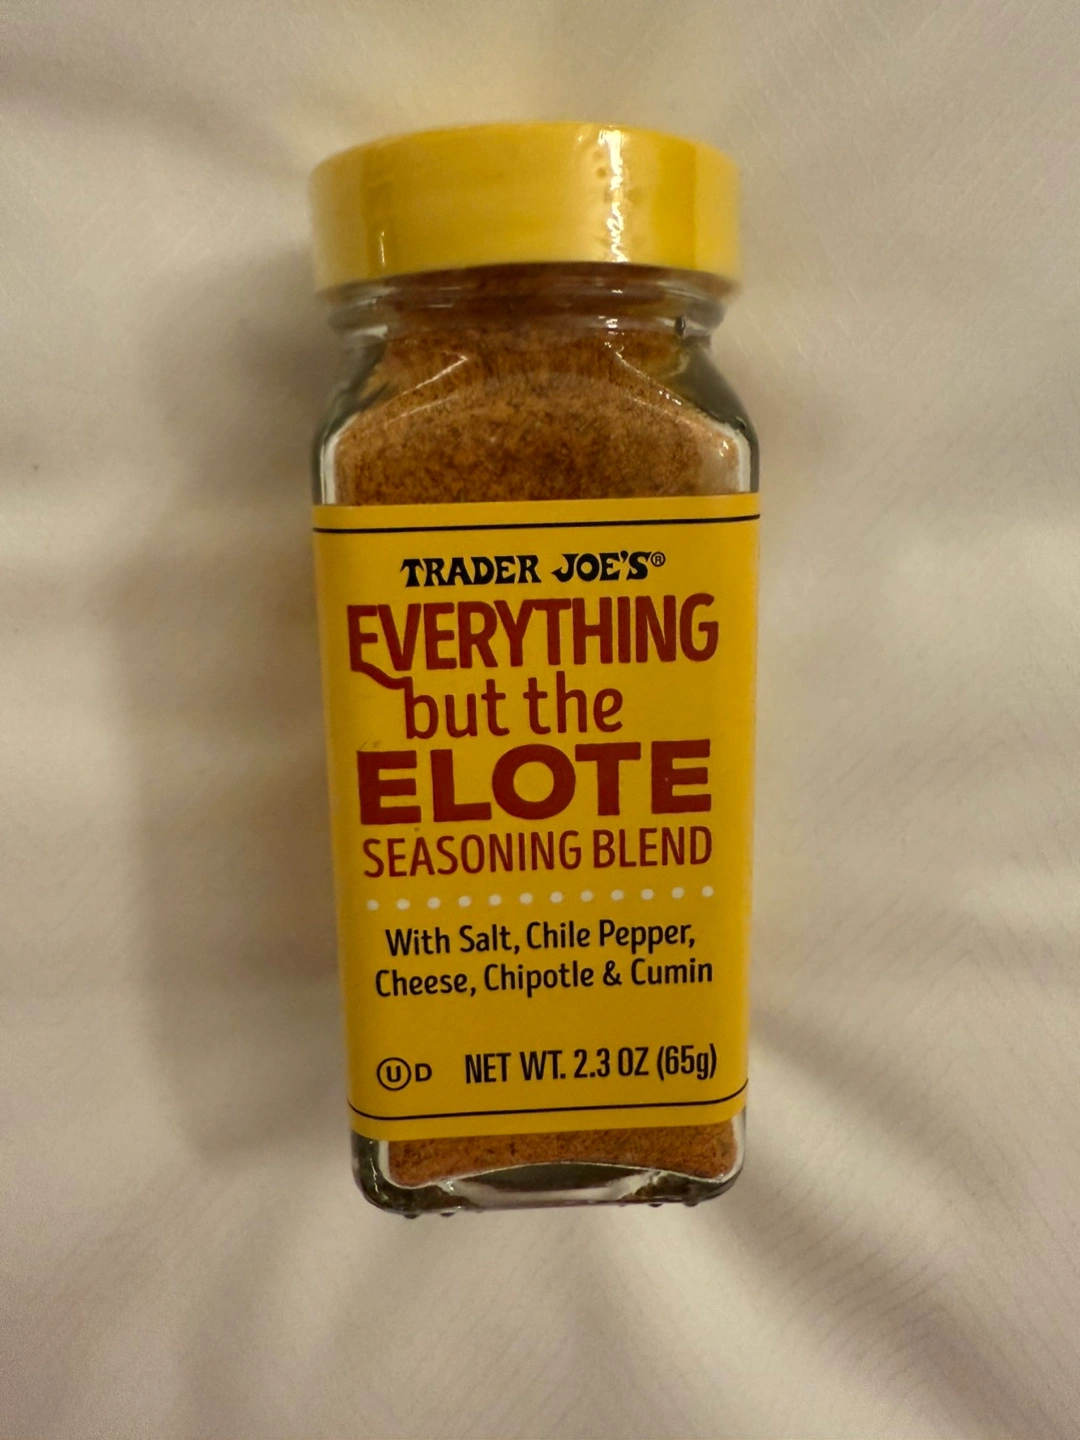 TRADER JOE'S®
EVERYTHING
but the
ELOTE
SEASONING BLEND
With Salt, Chile Pepper,
Cheese, Chipotle & Cumin
Ⓤ D NET WT. 2.3 OZ (65g)